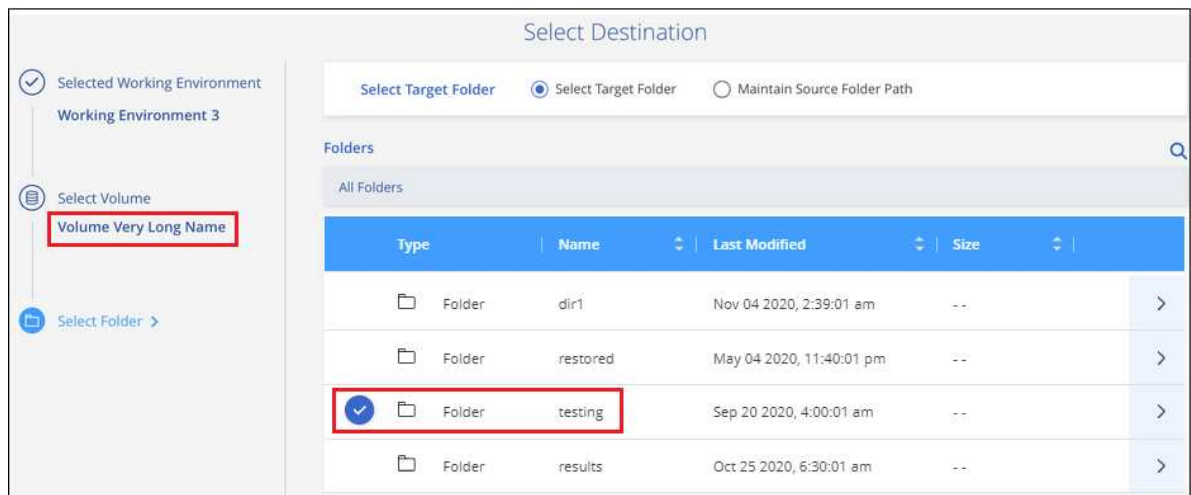 Select Destination
Selected Working Environment
Working Environment 3
Select Volume
Volume Very Long Name
Select Folder >
Select Target Folder Select Target Folder Maintain Source Folder Path
Folders
All Folders
Type Name Last Modified Size
Folder dir1 Nov 04 2020, 2:39:01 am - -
Folder restored May 04 2020, 11:40:01 pm - -
Folder testing Sep 20 2020, 4:00:01 am - -
Folder results Oct 25 2020, 6:30:01 am - -